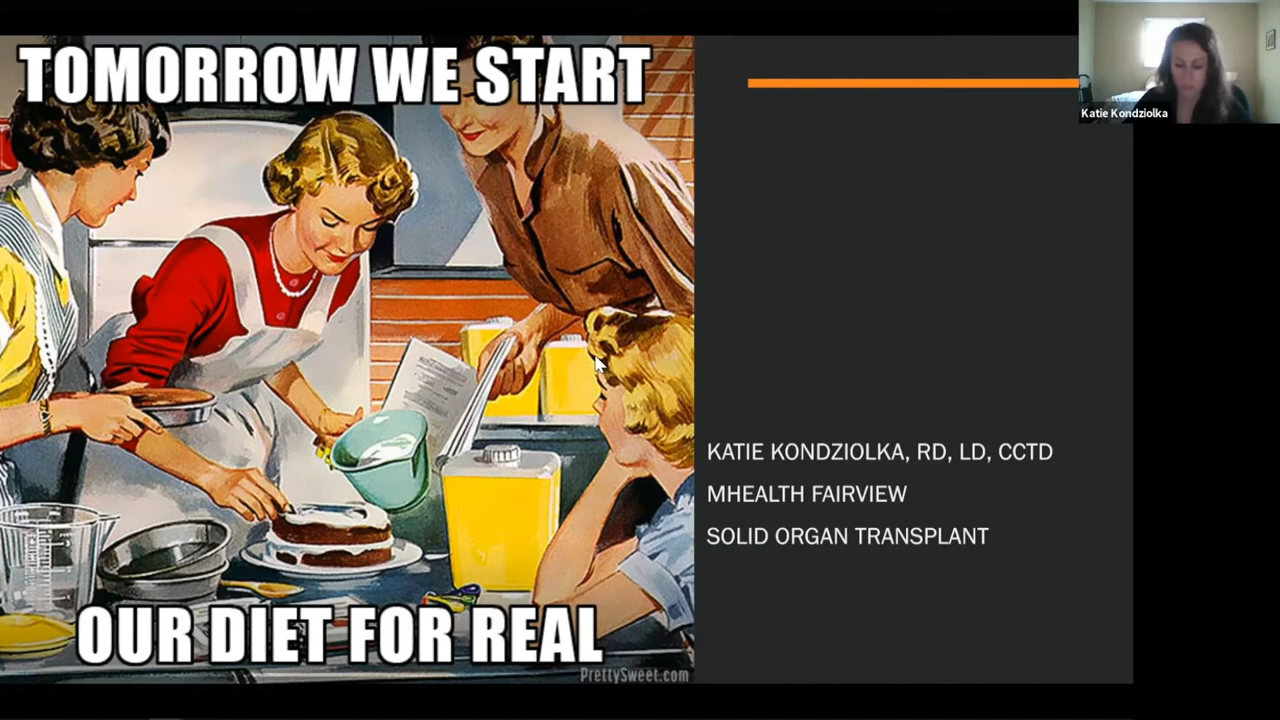 TOMORROW WE START
OUR DIET FOR REAL
PrettySweet.com
KATIE KONDZIOLKA, RD, LD, CCTD
MHEALTH FAIRVIEW
SOLID ORGAN TRANSPLANT
Katie Kondziolka